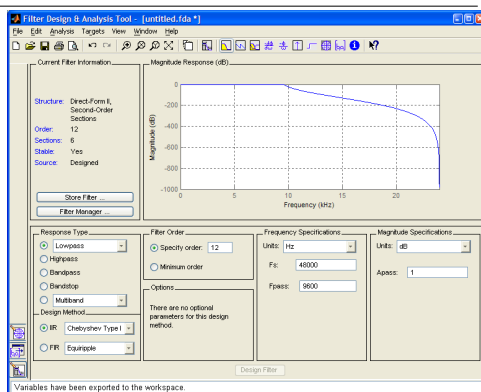 Filter Design & Analysis Tool - [untitled.fda *]
File Edit Analysis Targets View Window Help
Current Filter Information
Structure: Direct-Form II, Second-Order Sections
Order: 12
Sections: 6
Stable: Yes
Source: Designed
Store Filter ...
Filter Manager ...
Magnitude Response (dB)
Magnitude (dB)
0
-200
-400
-600
-800
-1000
0 5 10 15 20
Frequency (kHz)
Response Type
Lowpass
Highpass
Bandpass
Bandstop
Multiband
Design Method
IIR Chebyshev Type I
FIR Equiripple
Filter Order
Specify order: 12
Minimum order
Options
There are no optional
parameters for this design
method.
Frequency Specifications
Units: Hz
Fs: 48000
Fpass: 9600
Magnitude Specifications
Units: dB
Apass: 1
Design Filter
Variables have been exported to the workspace.